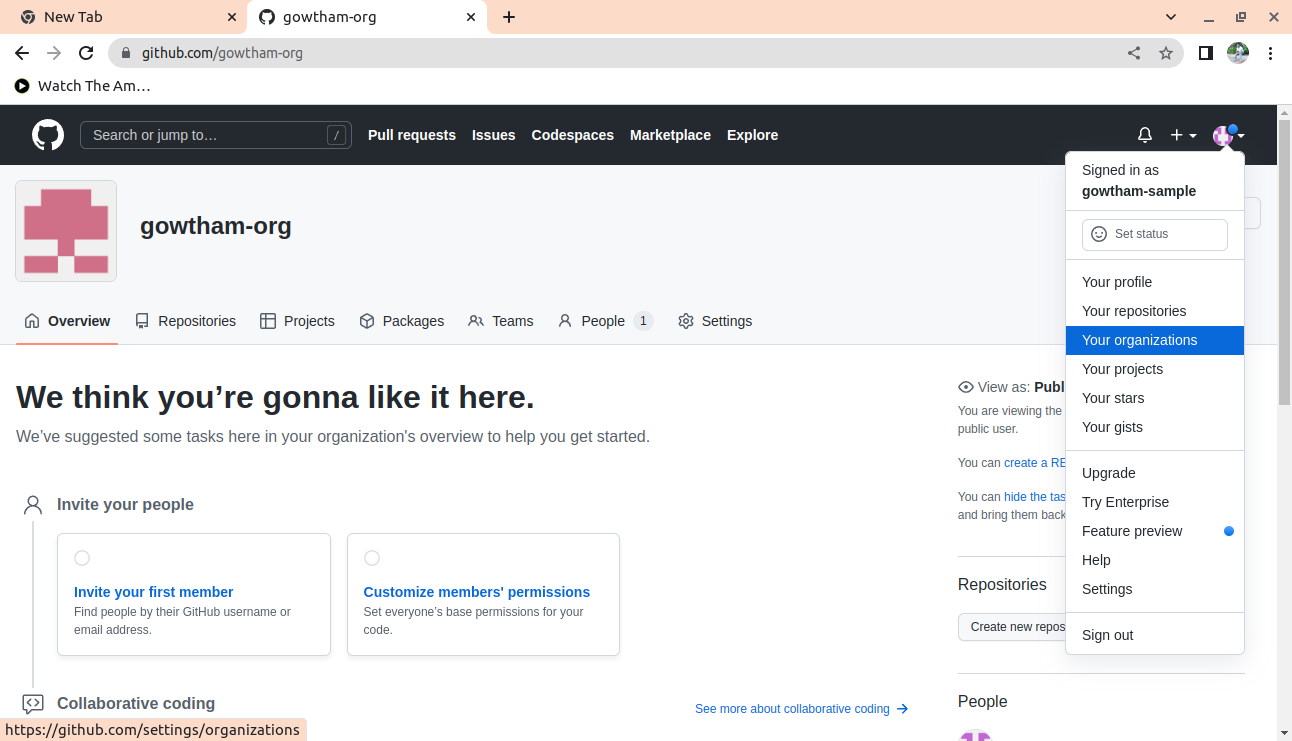 New Tab
gowtham-org
github.com/gowtham-org
Watch The Am…
Search or jump to…
/
Pull requests
Issues
Codespaces
Marketplace
Explore
Signed in as
gowtham-sample
Set status
Your profile
Your repositories
Your organizations
Your projects
Your stars
Your gists
Upgrade
Try Enterprise
Feature preview
Help
Settings
Sign out
gowtham-org
Overview
Repositories
Projects
Packages
Teams
People 1
Settings
We think you’re gonna like it here.
We’ve suggested some tasks here in your organization's overview to help you get started.
Invite your people
Invite your first member
Find people by their GitHub username or
email address.
Customize members' permissions
Set everyone’s base permissions for your
code.
Collaborative coding
See more about collaborative coding
View as: Publ
You are viewing the
public user.
You can create a RE
You can hide the tas
and bring them back
Repositories
Create new repos
People
https://github.com/settings/organizations